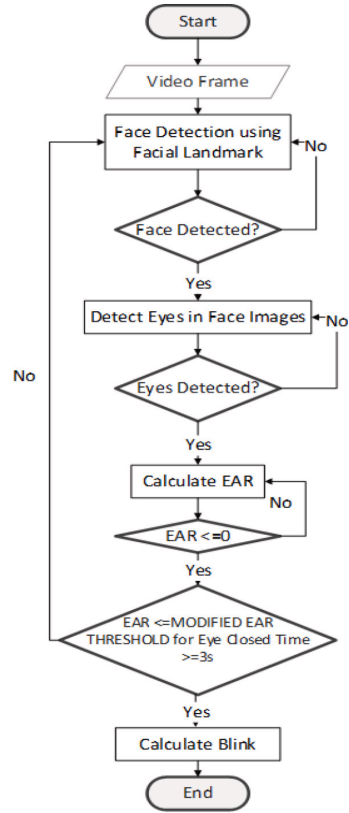 Start
Video Frame
Face Detection using
Facial Landmark
No
Face Detected?
Yes
Detect Eyes in Face Images
No
Eyes Detected?
No
Yes
Calculate EAR
No
EAR <=0
Yes
EAR <=MODIFIED EAR
THRESHOLD for Eye Closed Time
>=3s
Yes
Calculate Blink
End